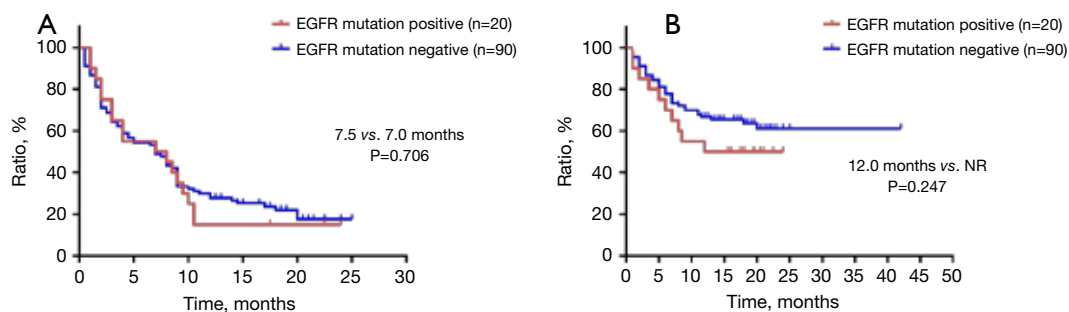 A
EGFR mutation positive (n=20)
EGFR mutation negative (n=90)
100
80
60
40
20
0
Ratio, %
7.5 vs. 7.0 months
P=0.706
0 5 10 15 20 25 30
Time, months
B
EGFR mutation positive (n=20)
EGFR mutation negative (n=90)
100
80
60
40
20
0
Ratio, %
12.0 months vs. NR
P=0.247
0 5 10 15 20 25 30 35 40 45 50
Time, months